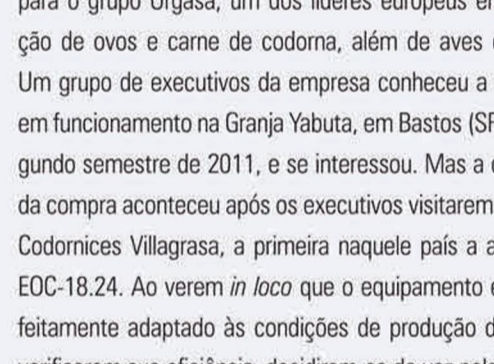 para o grupo Urgasa, um dos líderes europeus
ção de ovos e carne de codorna, além de aves
Um grupo de executivos da empresa conheceu a
em funcionamento na Granja Yabuta, em Bastos (SP
gundo semestre de 2011, e se interessou. Mas a
da compra aconteceu após os executivos visitarem
Codornices Villagrasa, a primeira naquele país a a
EOC-18.24. Ao verem in loco que o equipamento
feitamente adaptado às condições de produção d